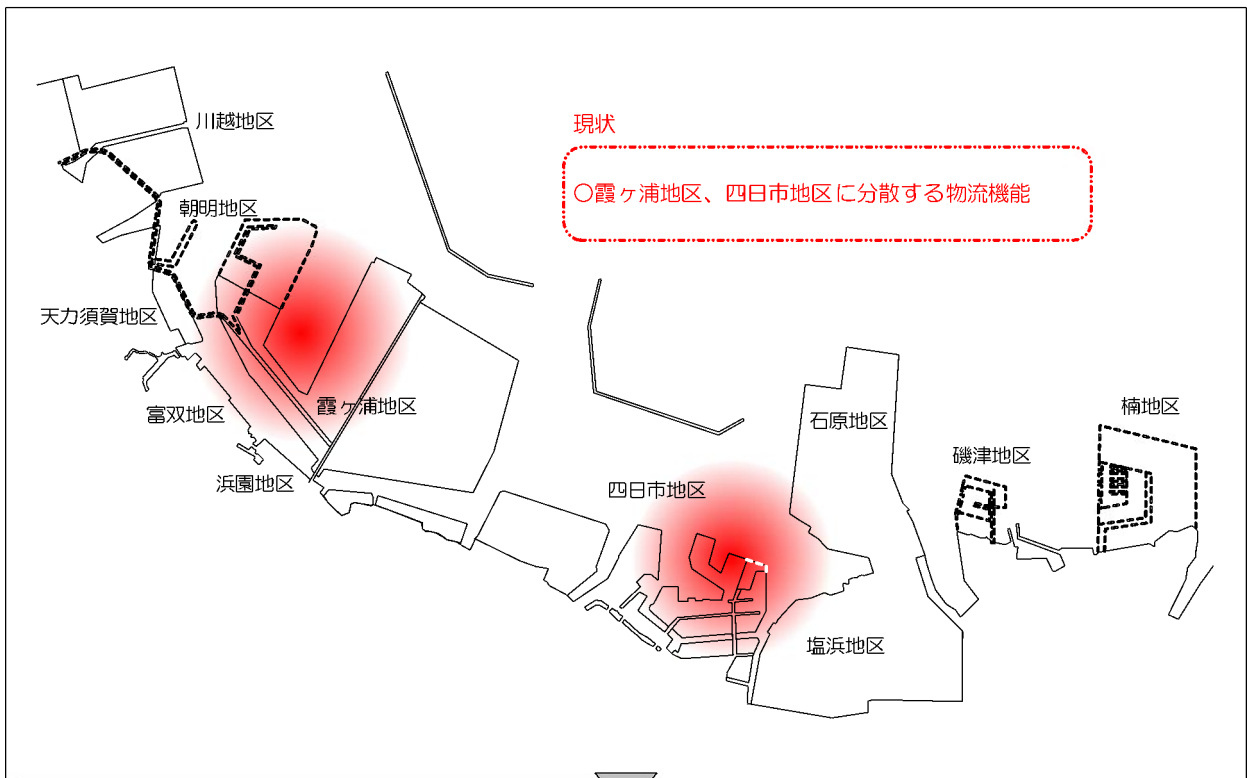 川越地区
現状
○霞ヶ浦地区、四日市地区に分散する物流機能
朝明地区
天力須賀地区
富双地区
霞ヶ浦地区
石原地区
楠地区
磯津地区
浜園地区
四日市地区
塩浜地区